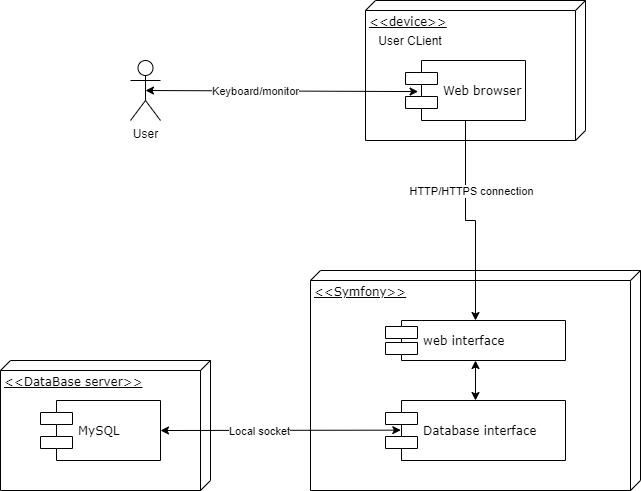 <<device>>
User CLient
Web browser
Keyboard/monitor
User
HTTP/HTTPS connection
<<Symfony>>
web interface
<<DataBase server>>
MySQL
Local socket
Database interface